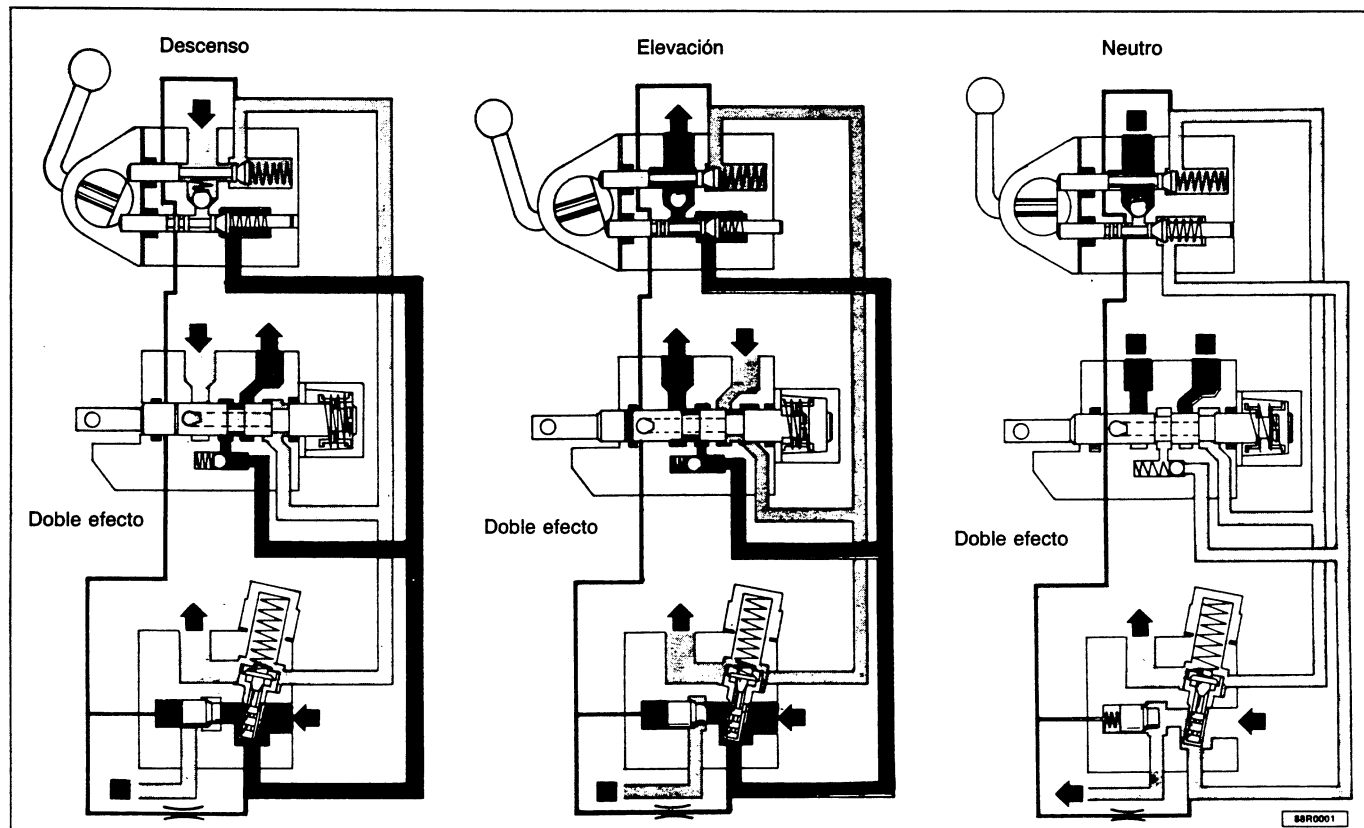 Descenso
Elevación
Neutro
Doble efecto
Doble efecto
Doble efecto
88R0001